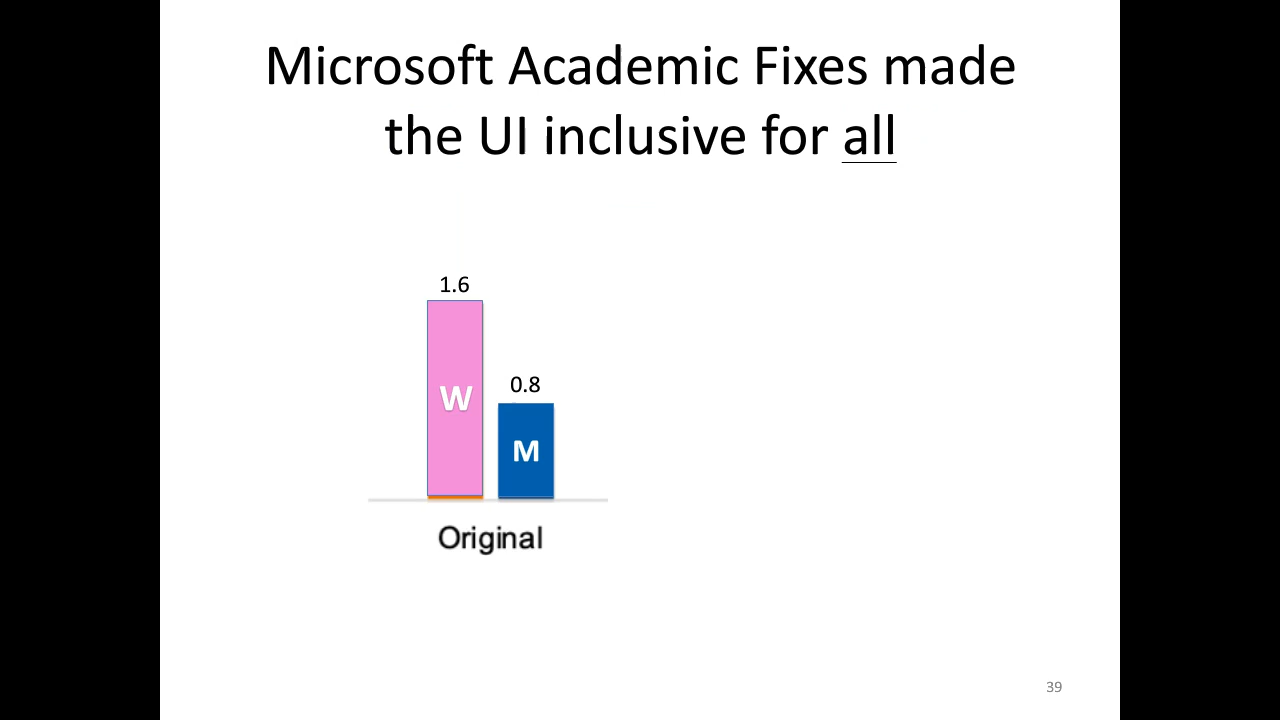 Microsoft Academic Fixes made
the UI inclusive for all
1.6
0.8
W
M
Original
39